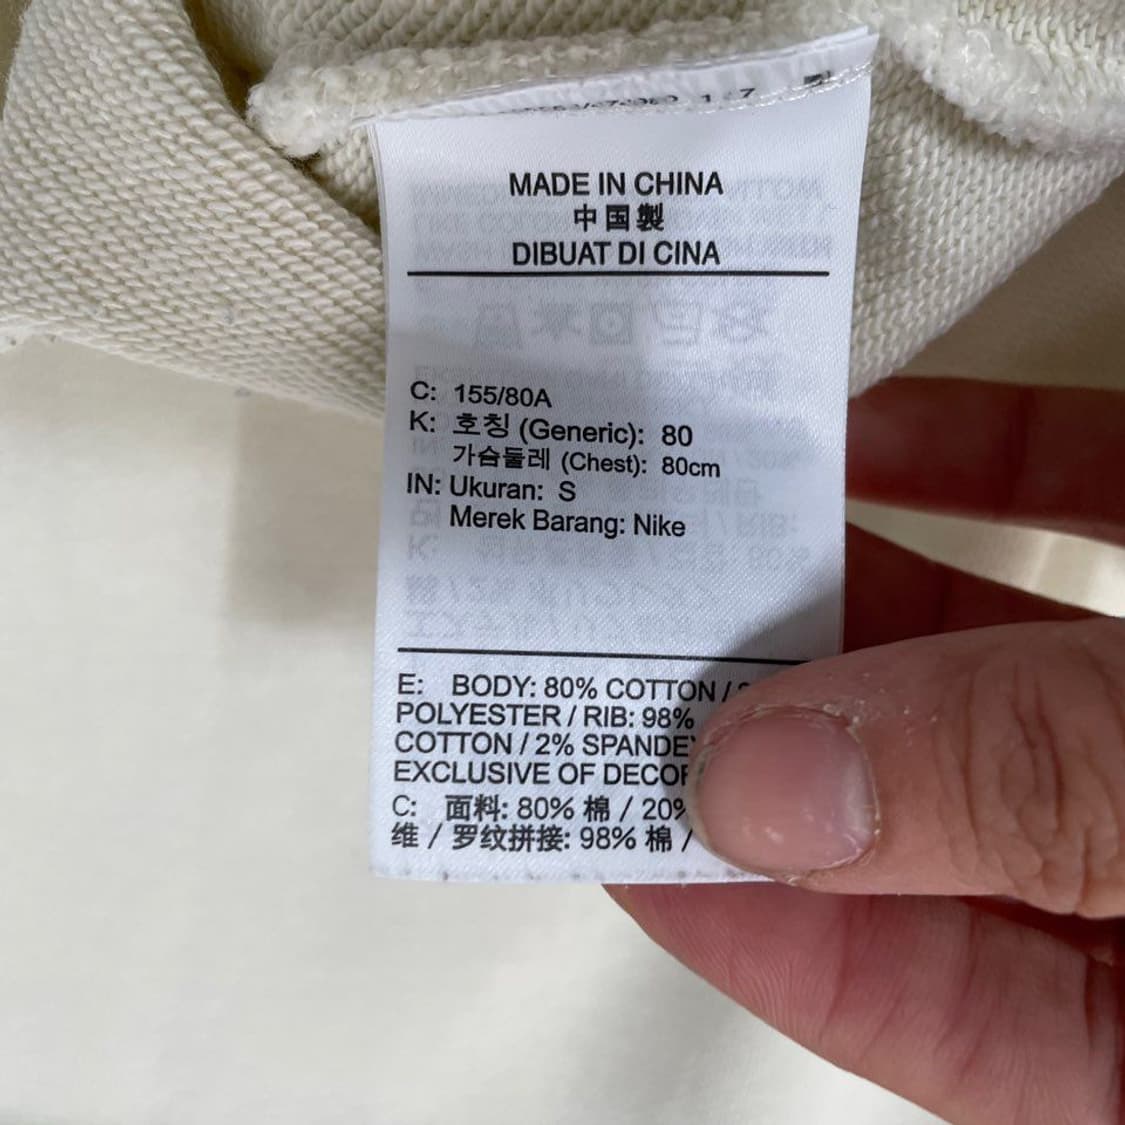 MADE IN CHINA
中国製
DIBUAT DI CINA
C: 155/80A
K: 호칭 (Generic): 80
가슴둘레 (Chest): 80cm
IN: Ukuran: S
Merek Barang: Nike
E: BODY: 80% COTTON /
POLYESTER / RIB: 98%
COTTON / 2%
EXCLUSIVE OF
C: 面料: 80% 棉 / 20%
维 / 罗纹拼接: 98% 棉 /